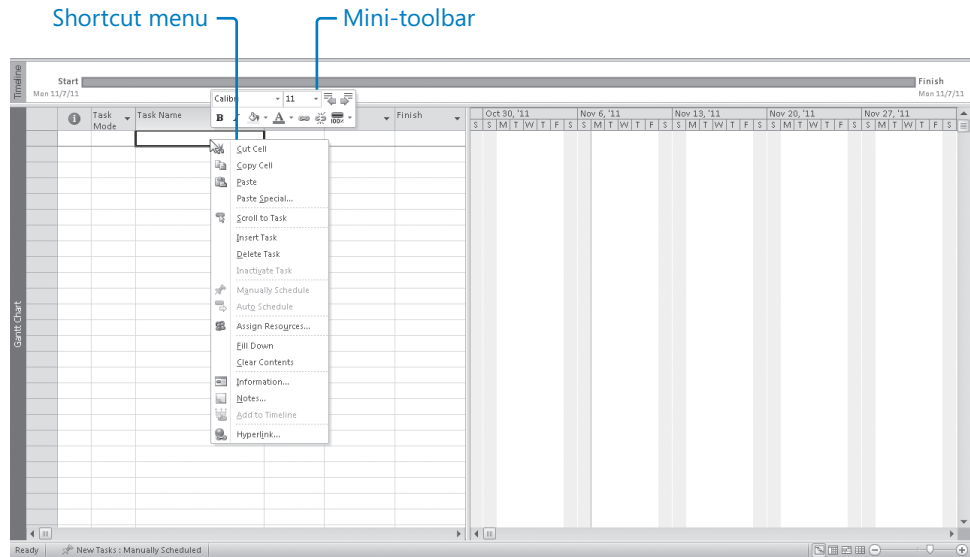 Shortcut menu
Mini-toolbar
Timeline
Start
Finish
Mon 11/7/11
Mon 11/7/11
Calibri 11
B I A 100%
Task Mode
Task Name
Finish
Oct 30, '11
Nov 6, '11
Nov 13, '11
Nov 20, '11
Nov 27, '11
S S M T W T F S S M T W T F S S M T W T F S S M T W T F S S M T W T F S
Cut Cell
Copy Cell
Paste
Paste Special...
Scroll to Task
Insert Task
Delete Task
Inactivate Task
Manually Schedule
Auto Schedule
Assign Resources...
Fill Down
Clear Contents
Information...
Notes...
Add to Timeline
Hyperlink...
Gantt Chart
Ready
New Tasks : Manually Scheduled